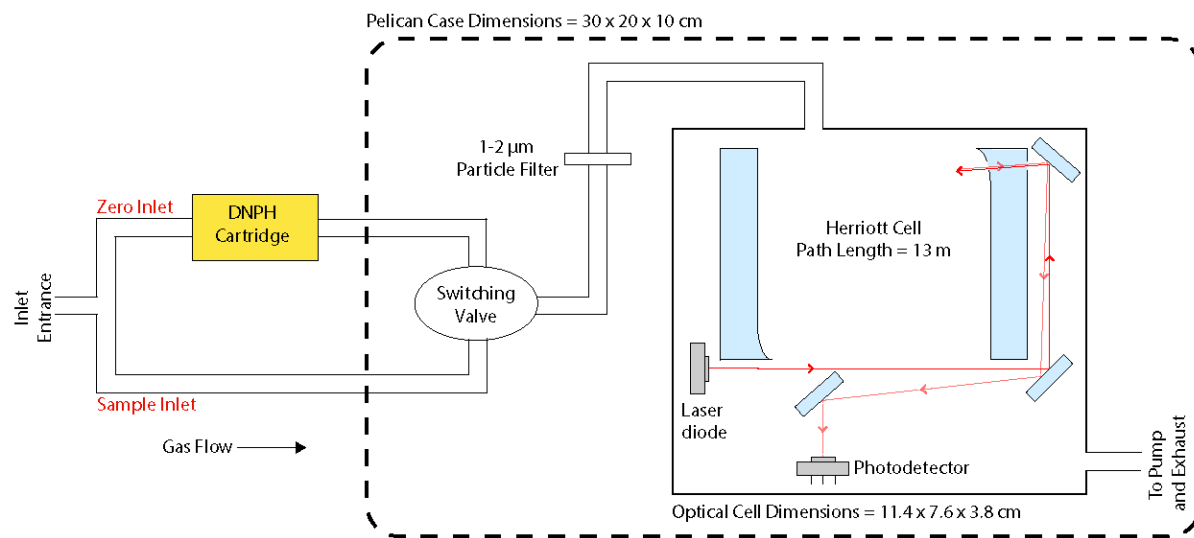 Pelican Case Dimensions = 30 x 20 x 10 cm
1-2 μm
Particle Filter
Zero Inlet
DNPH
Cartridge
Herriott Cell
Path Length = 13 m
Inlet
Entrance
Switching
Valve
Sample Inlet
Laser
diode
Gas Flow
Photodetector
To Pump
and Exhaust
Optical Cell Dimensions = 11.4 x 7.6 x 3.8 cm